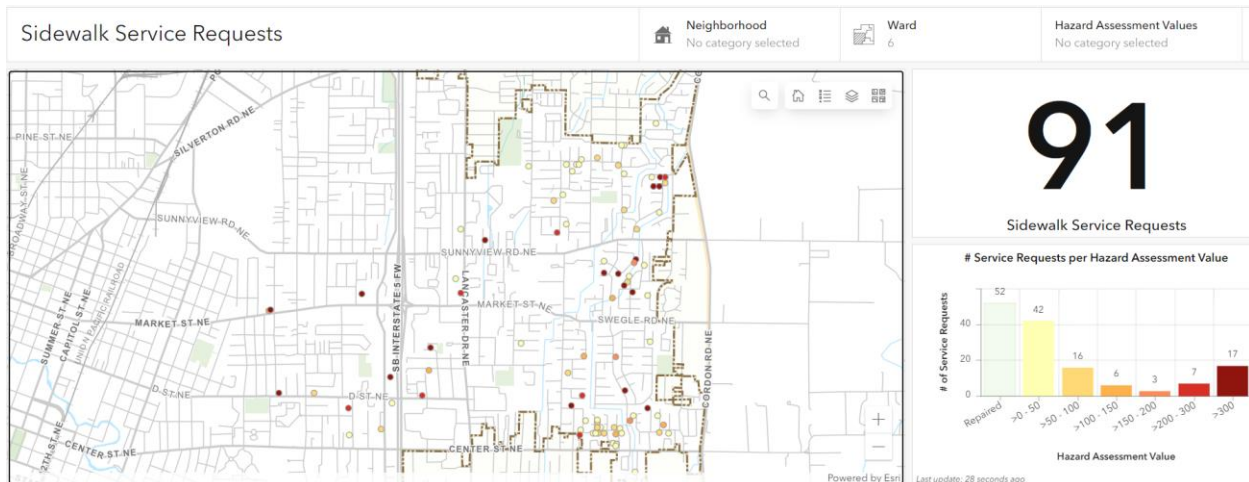 Sidewalk Service Requests
Neighborhood
No category selected
Ward
6
Hazard Assessment Values
No category selected
PINE ST NE
SILVERTON RD NE
BROADWAY ST NE
SUNNYVIEW RD NE
SUNNYVIEW RD NE
SUMMER ST NE
CAPITOL ST NE
UNION PACIFIC RAILROAD
MARKET ST NE
MARKET ST NE
SWEGLE RD NE
SB INTERSTATE 5 FW
LANCASTER DR NE
CORDON RD NE
D ST NE
D ST NE
12TH ST NE
CENTER ST NE
CENTER ST NE
+
−
Powered by Esri
91
Sidewalk Service Requests
# Service Requests per Hazard Assessment Value
# of Service Requests
40
20
0
52
42
16
6
3
7
17
Repaired
>0 - 50
>50 - 100
>100 - 150
>150 - 200
>200 - 300
>300
Hazard Assessment Value
Last update: 28 seconds ago